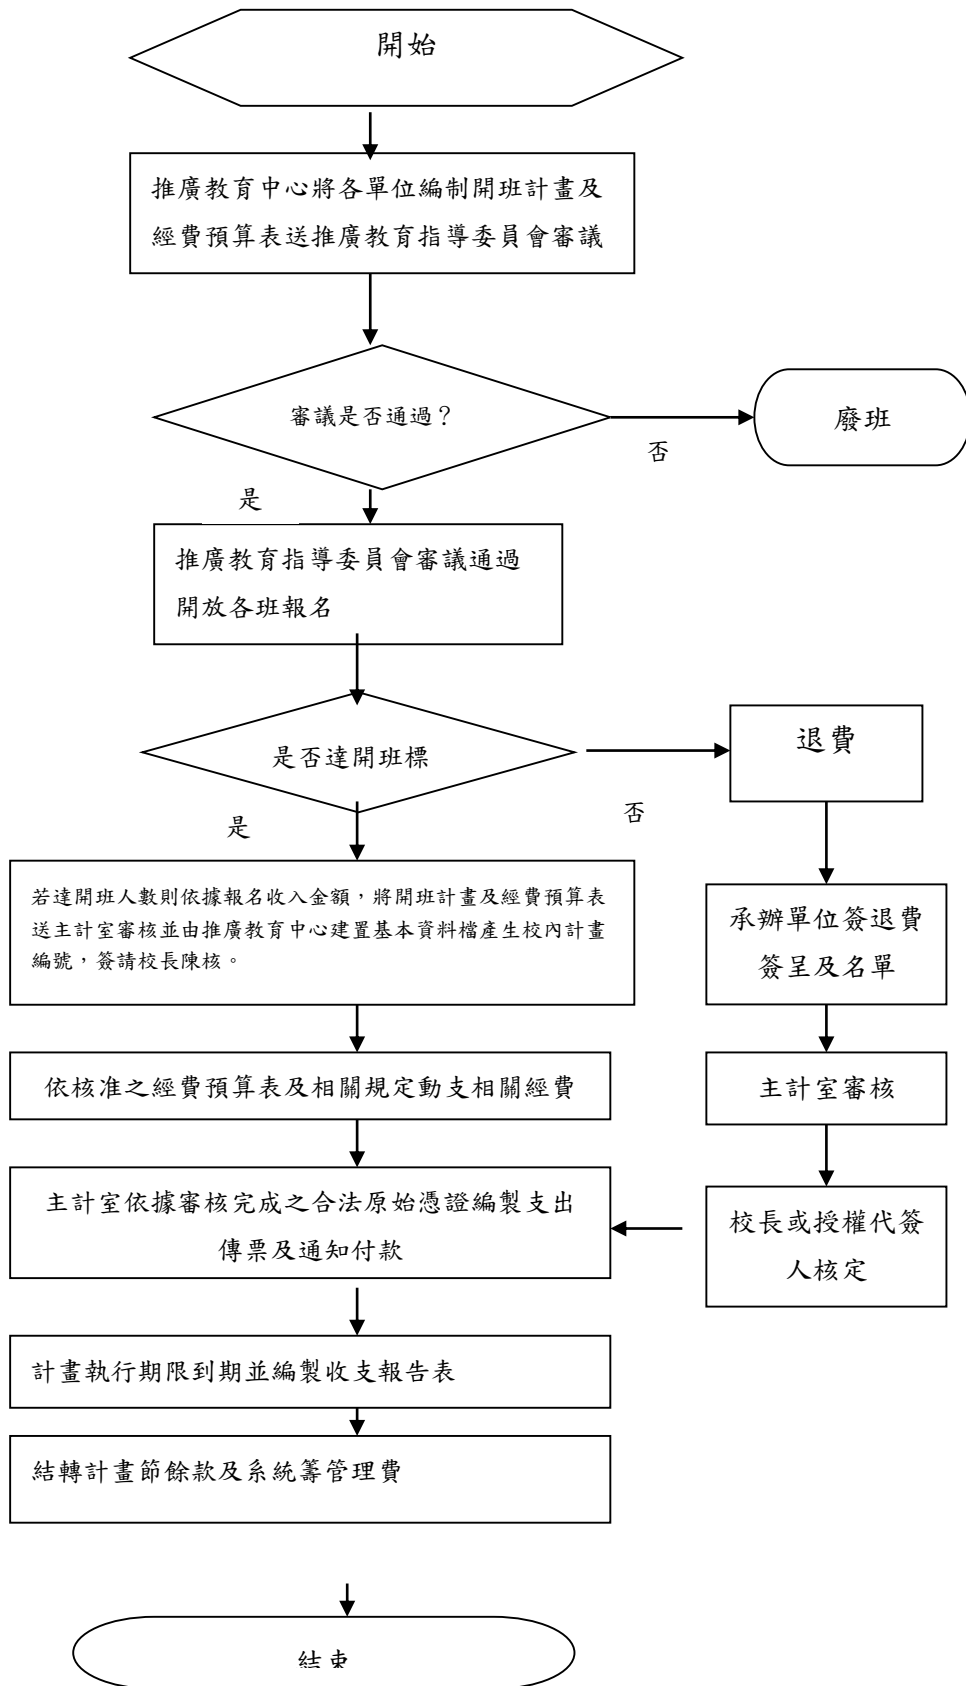 開始
推廣教育中心將各單位編制開班計畫及
經費預算表送推廣教育指導委員會審議
審議是否通過？
否
廢班
是
推廣教育指導委員會審議通過
開放各班報名
是否達開班標
否
退費
是
若達開班人數則依據報名收入金額，將開班計畫及經費預算表
送主計室審核並由推廣教育中心建置基本資料檔產生校內計畫
編號，簽請校長陳核。
承辦單位簽退費
簽呈及名單
依核准之經費預算表及相關規定動支相關經費
主計室審核
主計室依據審核完成之合法原始憑證編製支出
傳票及通知付款
校長或授權代簽
人核定
計畫執行期限到期並編製收支報告表
結轉計畫節餘款及系統籌管理費
結束